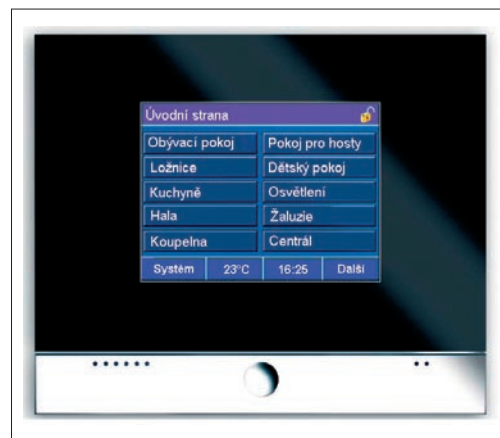 Úvodní strana
Obývací pokoj Pokoj pro hosty
Ložnice Dětský pokoj
Kuchyně Osvětlení
Hala Žaluzie
Koupelna Centrál
Systém 23°C 16:25 Další